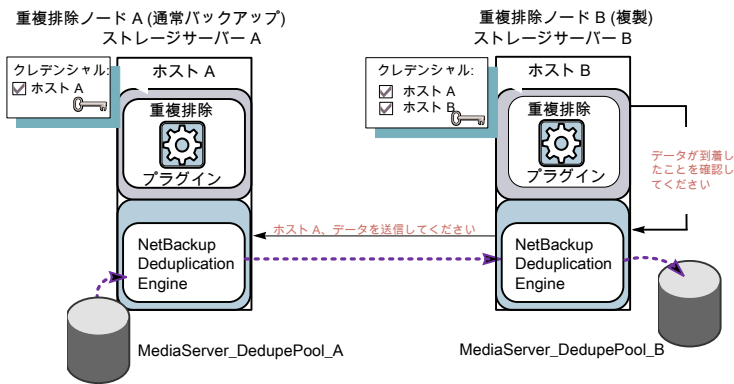 重複排除ノード A (通常バックアップ)
ストレージサーバー A
クレデンシャル:
ホスト A
ホスト A
重複排除
プラグイン
NetBackup
Deduplication
Engine
MediaServer_DedupePool_A
ホスト A、データを送信してください
重複排除ノード B (複製)
ストレージサーバー B
クレデンシャル:
ホスト A
ホスト B
ホスト B
重複排除
プラグイン
データが到着し
たことを確認し
てください
NetBackup
Deduplication
Engine
MediaServer_DedupePool_B